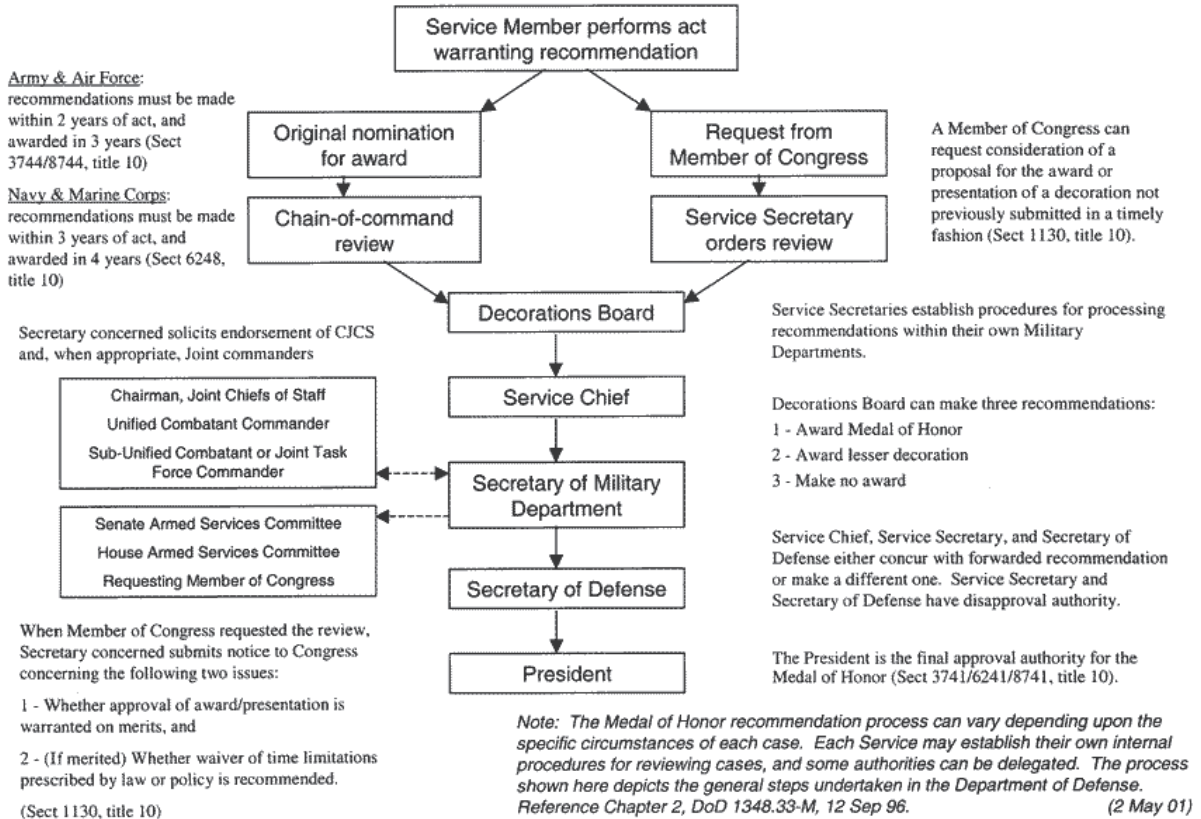 Service Member performs act
warranting recommendation
Army & Air Force:
recommendations must be made
within 2 years of act, and
awarded in 3 years (Sect
3744/8744, title 10)
Navy & Marine Corps:
recommendations must be made
within 3 years of act, and
awarded in 4 years (Sect 6248,
title 10)
Original nomination
for award
Request from
Member of Congress
A Member of Congress can
request consideration of a
proposal for the award or
presentation of a decoration not
previously submitted in a timely
fashion (Sect 1130, title 10).
Chain-of-command
review
Service Secretary
orders review
Decorations Board
Service Secretaries establish procedures for processing
recommendations within their own Military
Departments.
Secretary concerned solicits endorsement of CJCS
and, when appropriate, Joint commanders
Chairman, Joint Chiefs of Staff
Unified Combatant Commander
Sub-Unified Combatant or Joint Task
Force Commander
Service Chief
Decorations Board can make three recommendations:
1 - Award Medal of Honor
2 - Award lesser decoration
3 - Make no award
Secretary of Military
Department
Senate Armed Services Committee
House Armed Services Committee
Requesting Member of Congress
Service Chief, Service Secretary, and Secretary of
Defense either concur with forwarded recommendation
or make a different one. Service Secretary and
Secretary of Defense have disapproval authority.
Secretary of Defense
When Member of Congress requested the review,
Secretary concerned submits notice to Congress
concerning the following two issues:
1 - Whether approval of award/presentation is
warranted on merits, and
2 - (If merited) Whether waiver of time limitations
prescribed by law or policy is recommended.
(Sect 1130, title 10)
President
The President is the final approval authority for the
Medal of Honor (Sect 3741/6241/8741, title 10).
Note: The Medal of Honor recommendation process can vary depending upon the
specific circumstances of each case. Each Service may establish their own internal
procedures for reviewing cases, and some authorities can be delegated. The process
shown here depicts the general steps undertaken in the Department of Defense.
Reference Chapter 2, DoD 1348.33-M, 12 Sep 96. (2 May 01)